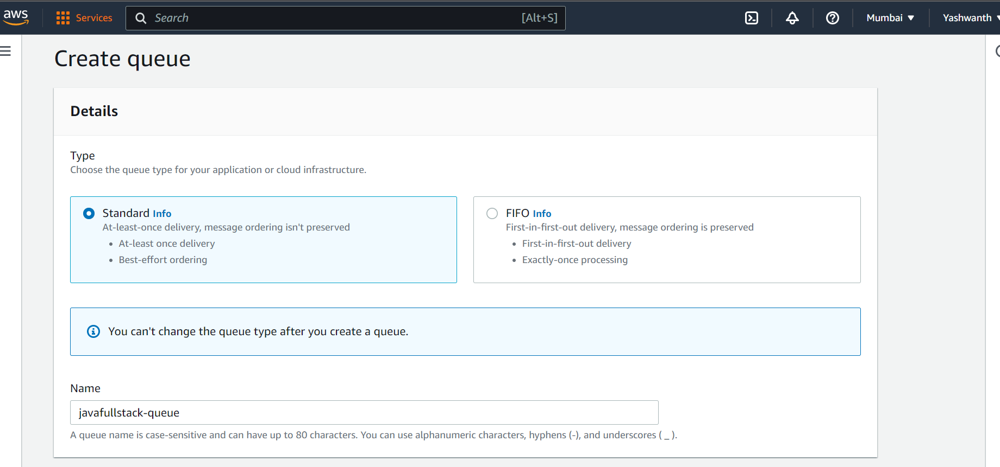 aws Services Search [Alt+S] Mumbai Yashwanth
Create queue
Details
Type
Choose the queue type for your application or cloud infrastructure.
Standard Info
At-least-once delivery, message ordering isn't preserved
• At-least once delivery
• Best-effort ordering
FIFO Info
First-in-first-out delivery, message ordering is preserved
• First-in-first-out delivery
• Exactly-once processing
You can't change the queue type after you create a queue.
Name
javafullstack-queue
A queue name is case-sensitive and can have up to 80 characters. You can use alphanumeric characters, hyphens (-), and underscores ( _ ).